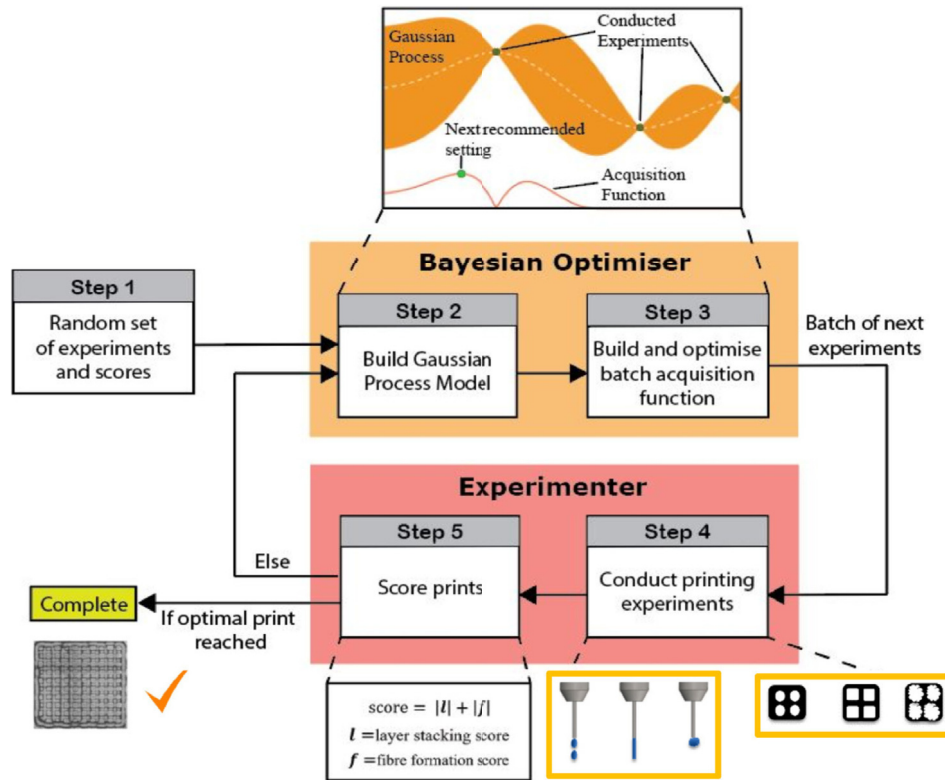 Gaussian
Process
Conducted
Experiments
Next recommended
setting
Acquisition
Function
Bayesian Optimiser
Step 1
Random set
of experiments
and scores
Step 2
Build Gaussian
Process Model
Step 3
Build and optimise
batch acquisition
function
Batch of next
experiments
Experimenter
Step 5
Score prints
Step 4
Conduct printing
experiments
Else
Complete
If optimal print
reached
score = |l| + |f|
l =layer stacking score
f =fibre formation score